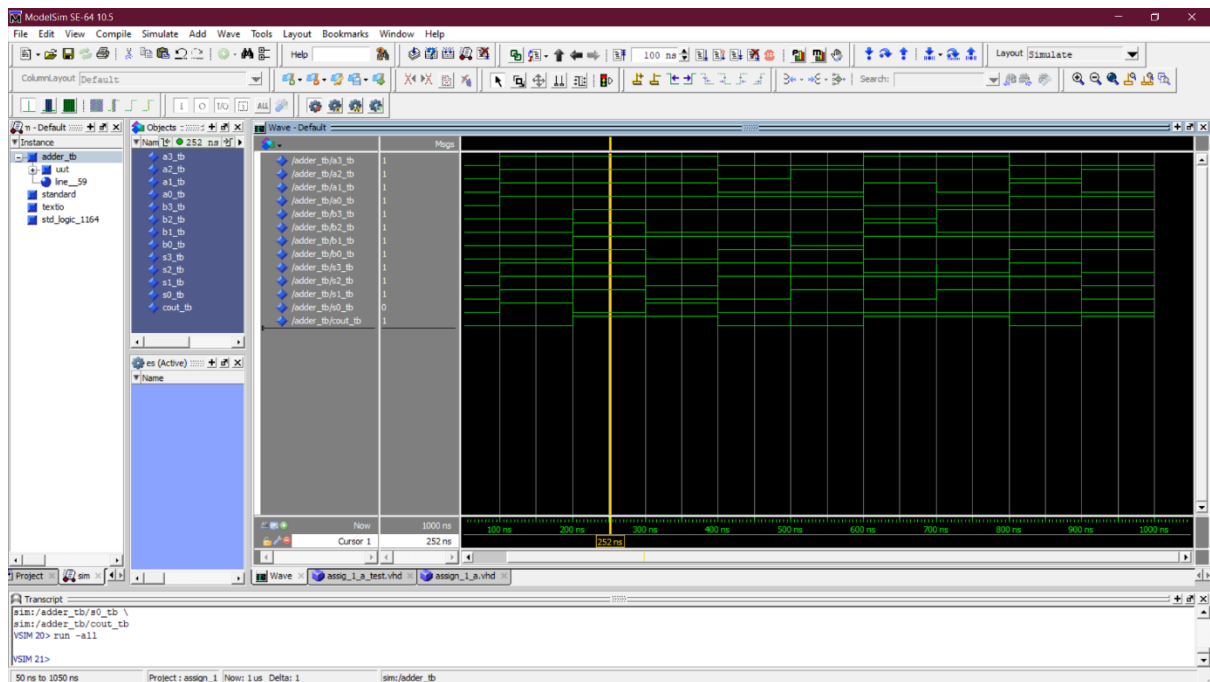 ModelSim SE-64 10.5
File Edit View Compile Simulate Add Wave Tools Layout Bookmarks Window Help
Help
100 ns
Layout Simulate
ColumnLayout Default
Search:
n - Default
Objects
Wave - Default
Instance
Nam
252 ns
Msgs
adder_tb
uut
line__59
standard
textio
std_logic_1164
a3_tb
a2_tb
a1_tb
a0_tb
b3_tb
b2_tb
b1_tb
b0_tb
s3_tb
s2_tb
s1_tb
s0_tb
cout_tb
es (Active)
Name
/adder_tb/a3_tb 1
/adder_tb/a2_tb 1
/adder_tb/a1_tb 1
/adder_tb/a0_tb 1
/adder_tb/b3_tb 1
/adder_tb/b2_tb 1
/adder_tb/b1_tb 1
/adder_tb/b0_tb 1
/adder_tb/s3_tb 1
/adder_tb/s2_tb 1
/adder_tb/s1_tb 1
/adder_tb/s0_tb 0
/adder_tb/cout_tb 1
Now 1000 ns
100 ns 200 ns 300 ns 400 ns 500 ns 600 ns 700 ns 800 ns 900 ns 1000 ns
Cursor 1 252 ns
252 ns
Project sim
Wave assig_1_a_test.vhd assign_1_a.vhd
Transcript
sim:/adder_tb/s0_tb \
sim:/adder_tb/cout_tb
VSIM 20> run -all
VSIM 21>
50 ns to 1050 ns Project : assign_1 Now: 1 us Delta: 1 sim:/adder_tb